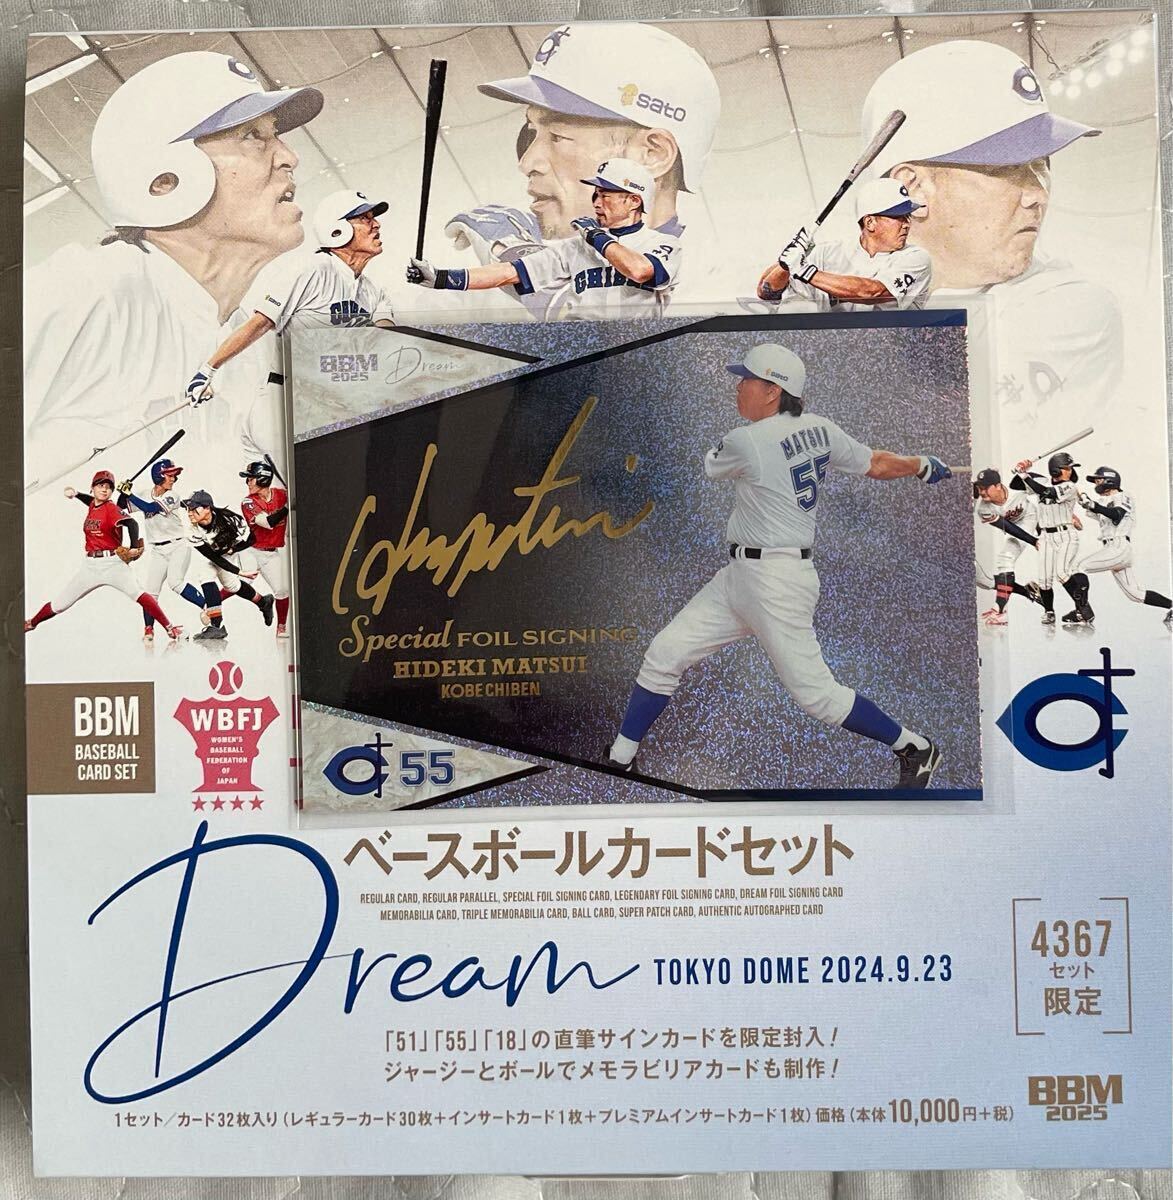 sato
sato
sato
CHIBE
BBM
2025
Dream
sato
MATSUI
55
Special FOIL SIGNING
HIDEKI MATSUI
KOBE CHIBEN
55
BBM
BASEBALL
CARD SET
WBFJ
WOMEN'S
BASEBALL
FEDERATION
OF
JAPAN
ベースボールカードセット
REGULAR CARD, REGULAR PARALLEL, SPECIAL FOIL SIGNING CARD, LEGENDARY FOIL SIGNING CARD, DREAM FOIL SIGNING CARD
MEMORABILIA CARD, TRIPLE MEMORABILIA CARD, BALL CARD, SUPER PATCH CARD, AUTHENTIC AUTOGRAPHED CARD
Dream TOKYO DOME 2024.9.23
4367
セット
限定
「51」「55」「18」の直筆サインカードを限定封入!
ジャージーとボールでメモラビリアカードも制作!
1セット/カード32枚入り(レギュラーカード30枚+インサートカード1枚+プレミアムインサートカード1枚) 価格(本体10,000円+税)
BBM
2025